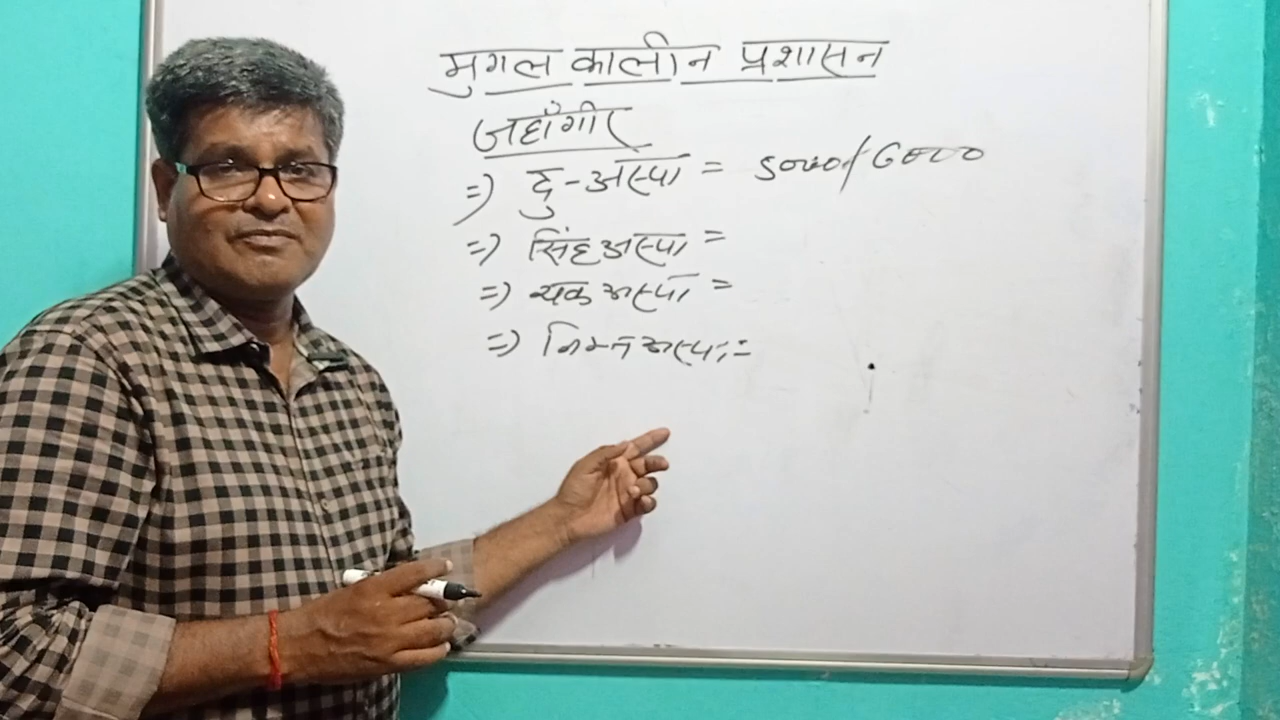 मुगल कालीन प्रशासन
जहाँगीर
=) दु-अस्पा = 5000/6000
=) सिंह अस्पा =
=) यक अस्पा =
=) निम्न अस्पा =